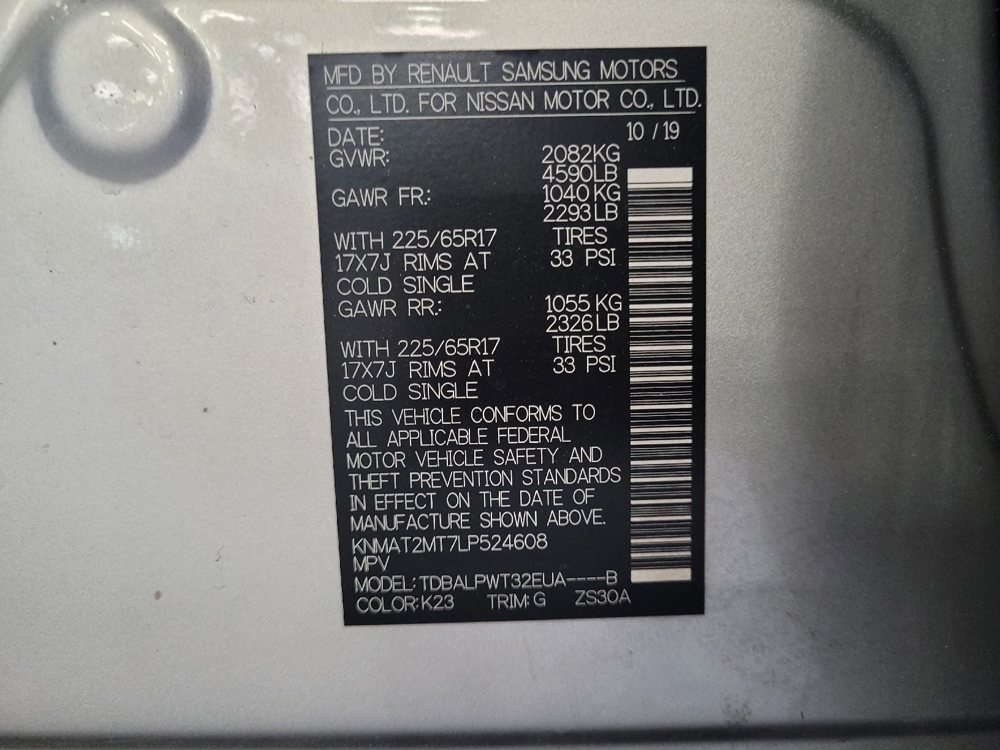 MFD BY RENAULT SAMSUNG MOTORS
CO., LTD. FOR NISSAN MOTOR CO., LTD.
DATE: 10 / 19
GVWR: 2082KG
4590LB
GAWR FR.: 1040 KG
2293 LB
WITH 225/65R17 TIRES
17X7J RIMS AT 33 PSI
COLD SINGLE
GAWR RR.: 1055 KG
2326 LB
WITH 225/65R17 TIRES
17X7J RIMS AT 33 PSI
COLD SINGLE
THIS VEHICLE CONFORMS TO
ALL APPLICABLE FEDERAL
MOTOR VEHICLE SAFETY AND
THEFT PREVENTION STANDARDS
IN EFFECT ON THE DATE OF
MANUFACTURE SHOWN ABOVE.
KNMAT2MT7LP524608
MPV
MODEL: TDBALPWT32EUA----B
COLOR: K23 TRIM: G ZS30A